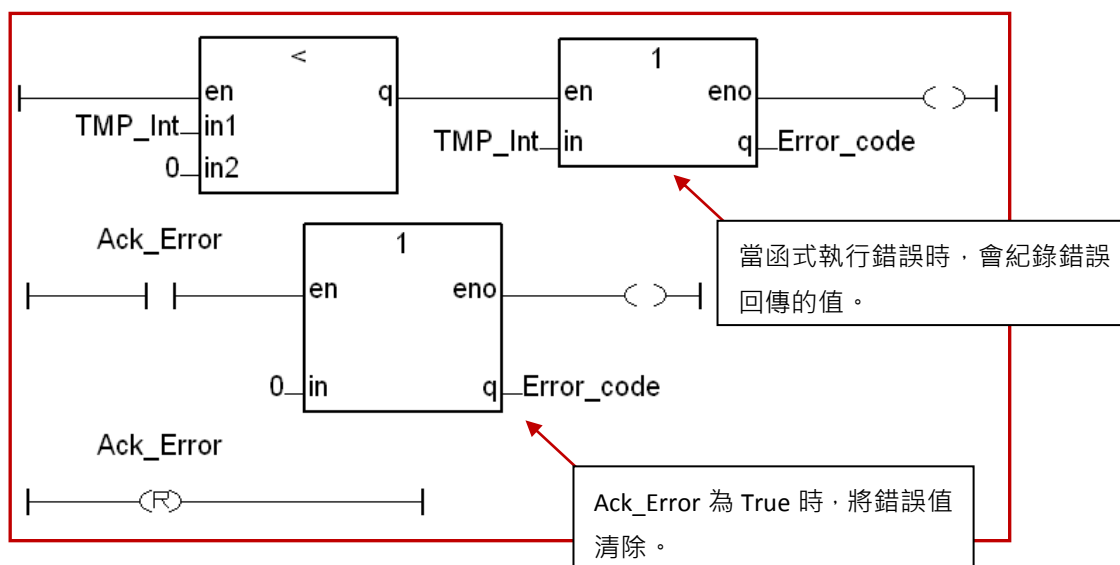 <
1
en
q
en
eno
TMP_Int
in1
TMP_Int
in
q
Error_code
0
in2
當函式執行錯誤時，會紀錄錯誤
回傳的值。
Ack_Error
1
en
eno
0
in
q
Error_code
Ack_Error
R
Ack_Error 為 True 時，將錯誤值
清除。